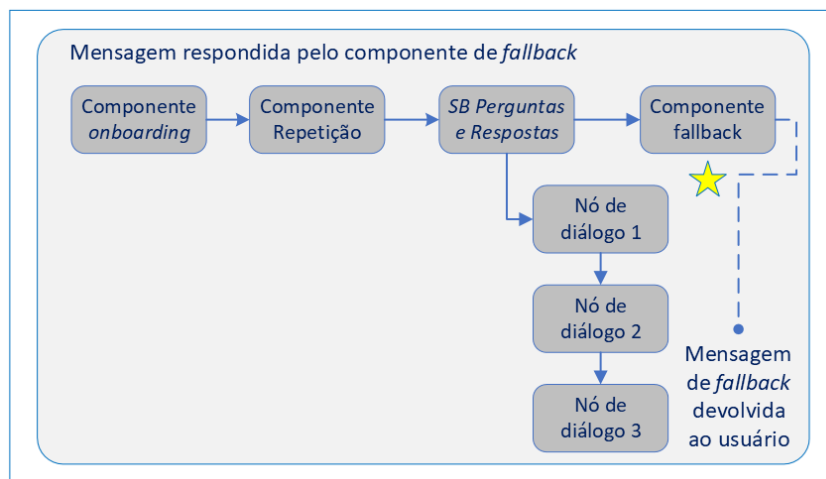 Mensagem respondida pelo componente de fallback
Componente
onboarding
Componente
Repetição
SB Perguntas
e Respostas
Componente
fallback
Nó de
diálogo 1
Nó de
diálogo 2
Nó de
diálogo 3
Mensagem
de fallback
devolvida
ao usuário